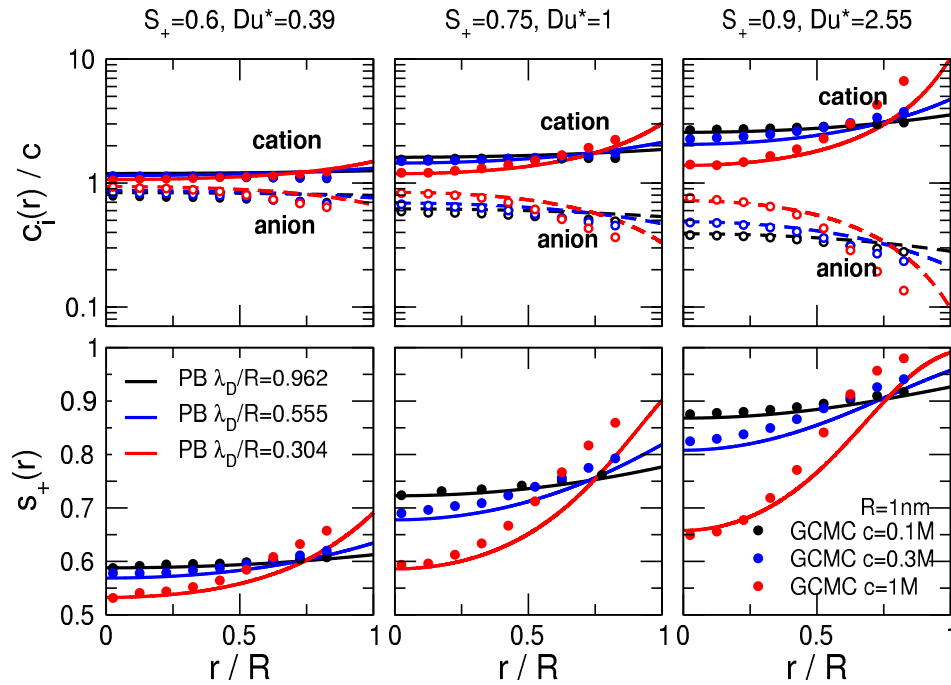 S₊=0.6, Du*=0.39
S₊=0.75, Du*=1
S₊=0.9, Du*=2.55
cᵢ(r) / c
10
1
0.1
cation
anion
cation
anion
cation
anion
s₊(r)
1
0.9
0.8
0.7
0.6
0.5
PB λ_D/R=0.962
PB λ_D/R=0.555
PB λ_D/R=0.304
R=1nm
GCMC c=0.1M
GCMC c=0.3M
GCMC c=1M
0 0.5 1
0 0.5 1
0 0.5 1
r / R
r / R
r / R